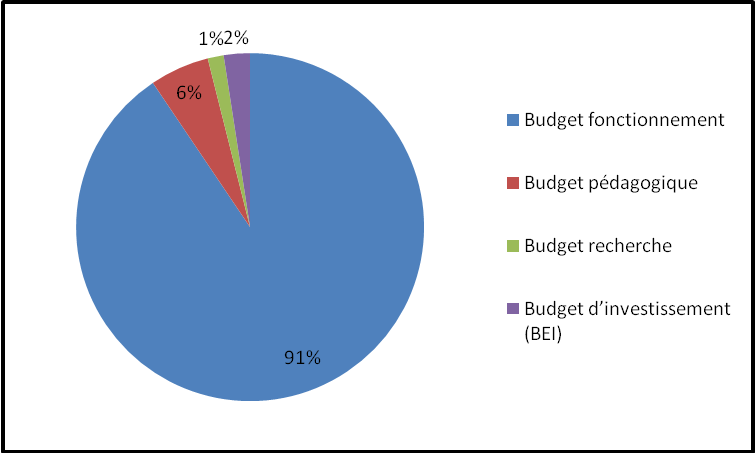 1% 2%
6%
91%
Budget fonctionnement
Budget pédagogique
Budget recherche
Budget d’investissement
(BEI)